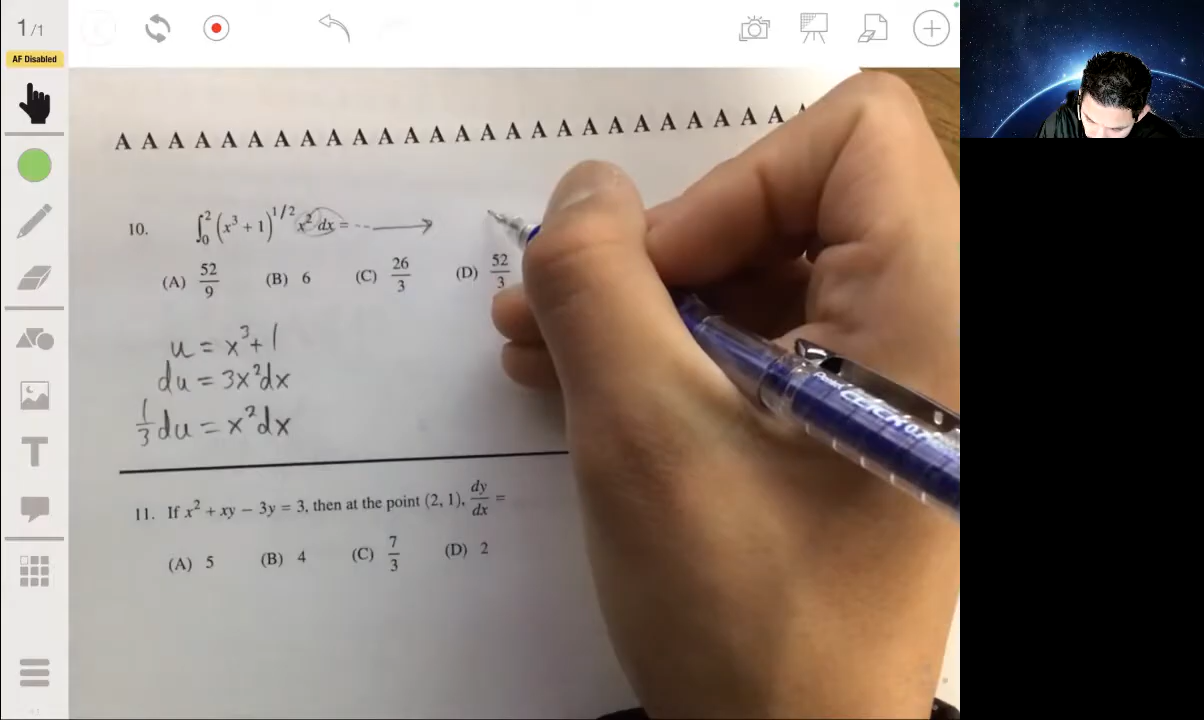 1/1
AF Disabled
A A A A A A A A A A A A A A A A A A A A A A A A A A A
10. ∫₀² (x³ + 1)^1/2 x² dx =
(A) 52/9 (B) 6 (C) 26/3 (D) 52/3
u = x³ + 1
du = 3x²dx
1/3 du = x²dx
11. If x² + xy − 3y = 3, then at the point (2, 1), dy/dx =
(A) 5 (B) 4 (C) 7/3 (D) 2
Pentel CLICK
T